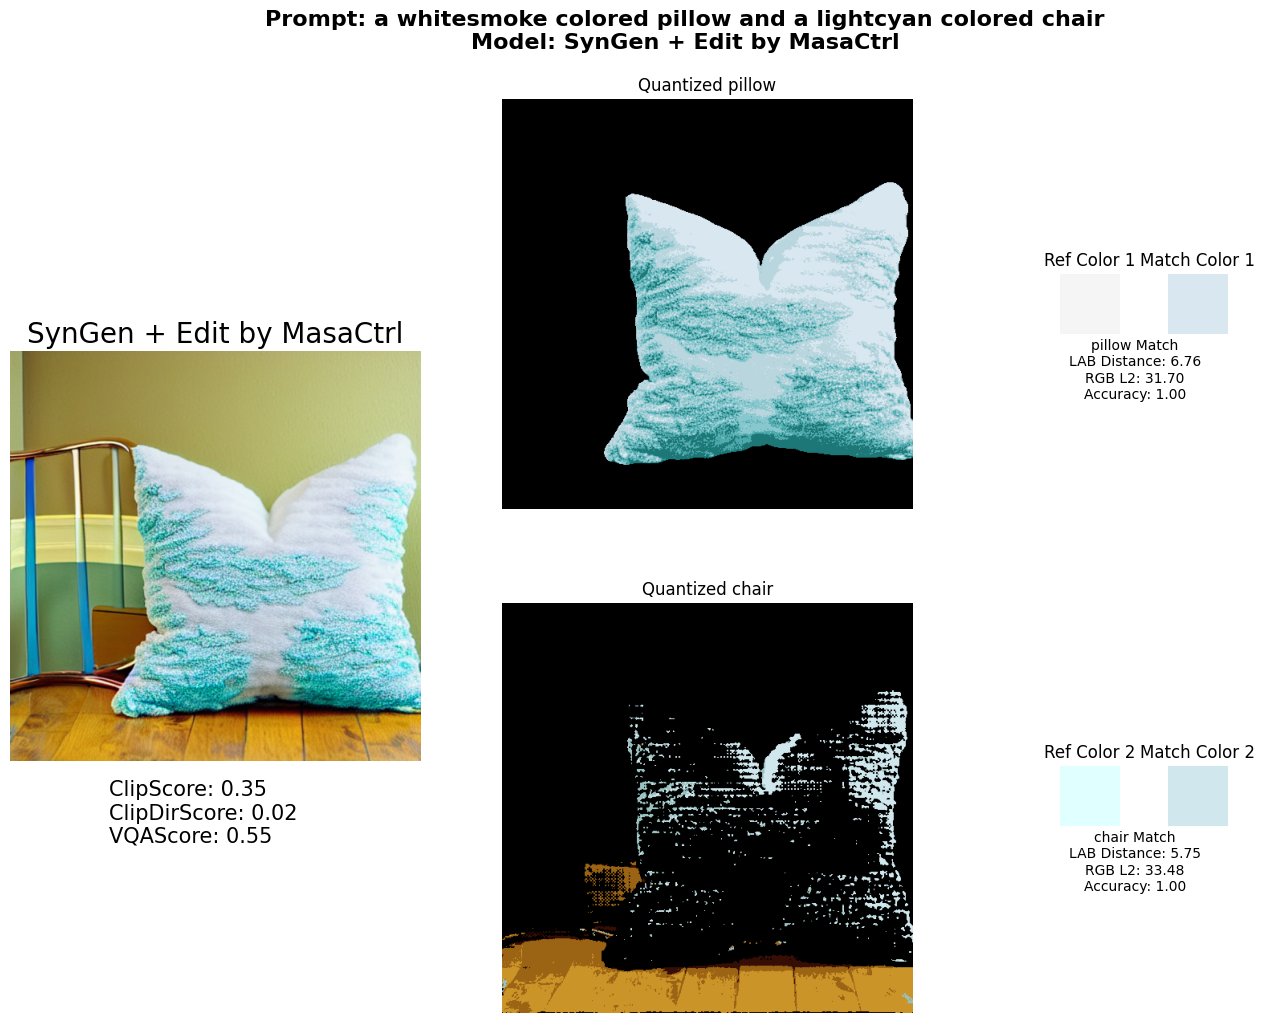 Prompt: a whitesmoke colored pillow and a lightcyan colored chair
Model: SynGen + Edit by MasaCtrl
Quantized pillow
Ref Color 1 Match Color 1
pillow Match
LAB Distance: 6.76
RGB L2: 31.70
Accuracy: 1.00
SynGen + Edit by MasaCtrl
ClipScore: 0.35
ClipDirScore: 0.02
VQAScore: 0.55
Quantized chair
Ref Color 2 Match Color 2
chair Match
LAB Distance: 5.75
RGB L2: 33.48
Accuracy: 1.00